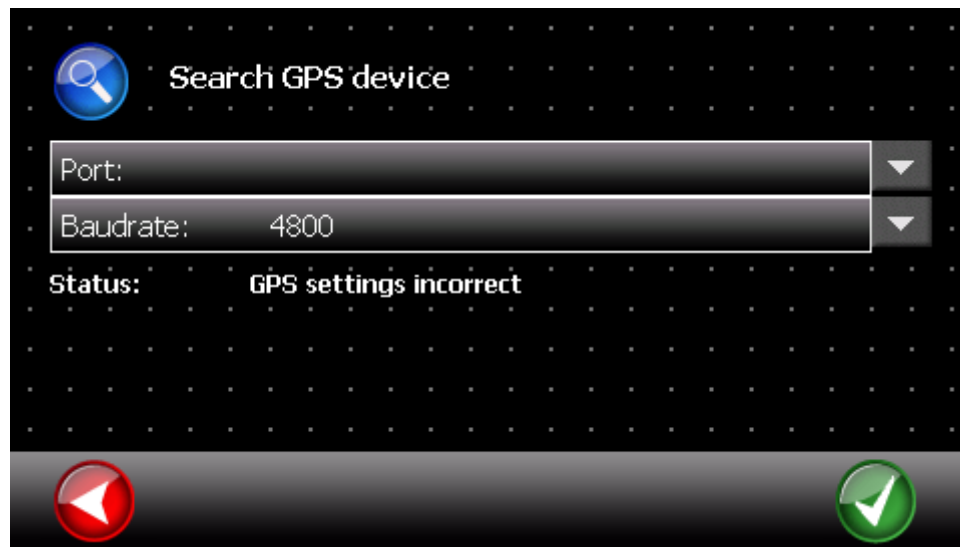 Search GPS device
Port:
Baudrate: 4800
Status: GPS settings incorrect